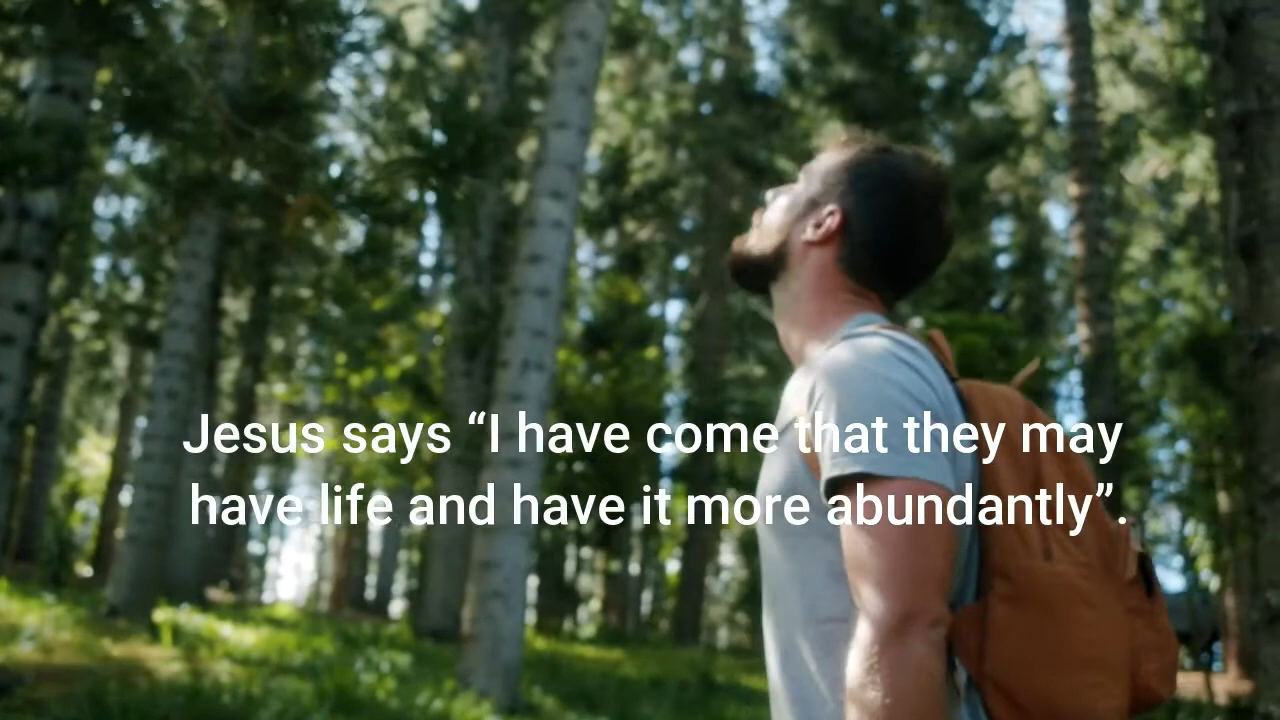 Jesus says “I have come that they may
have life and have it more abundantly”.